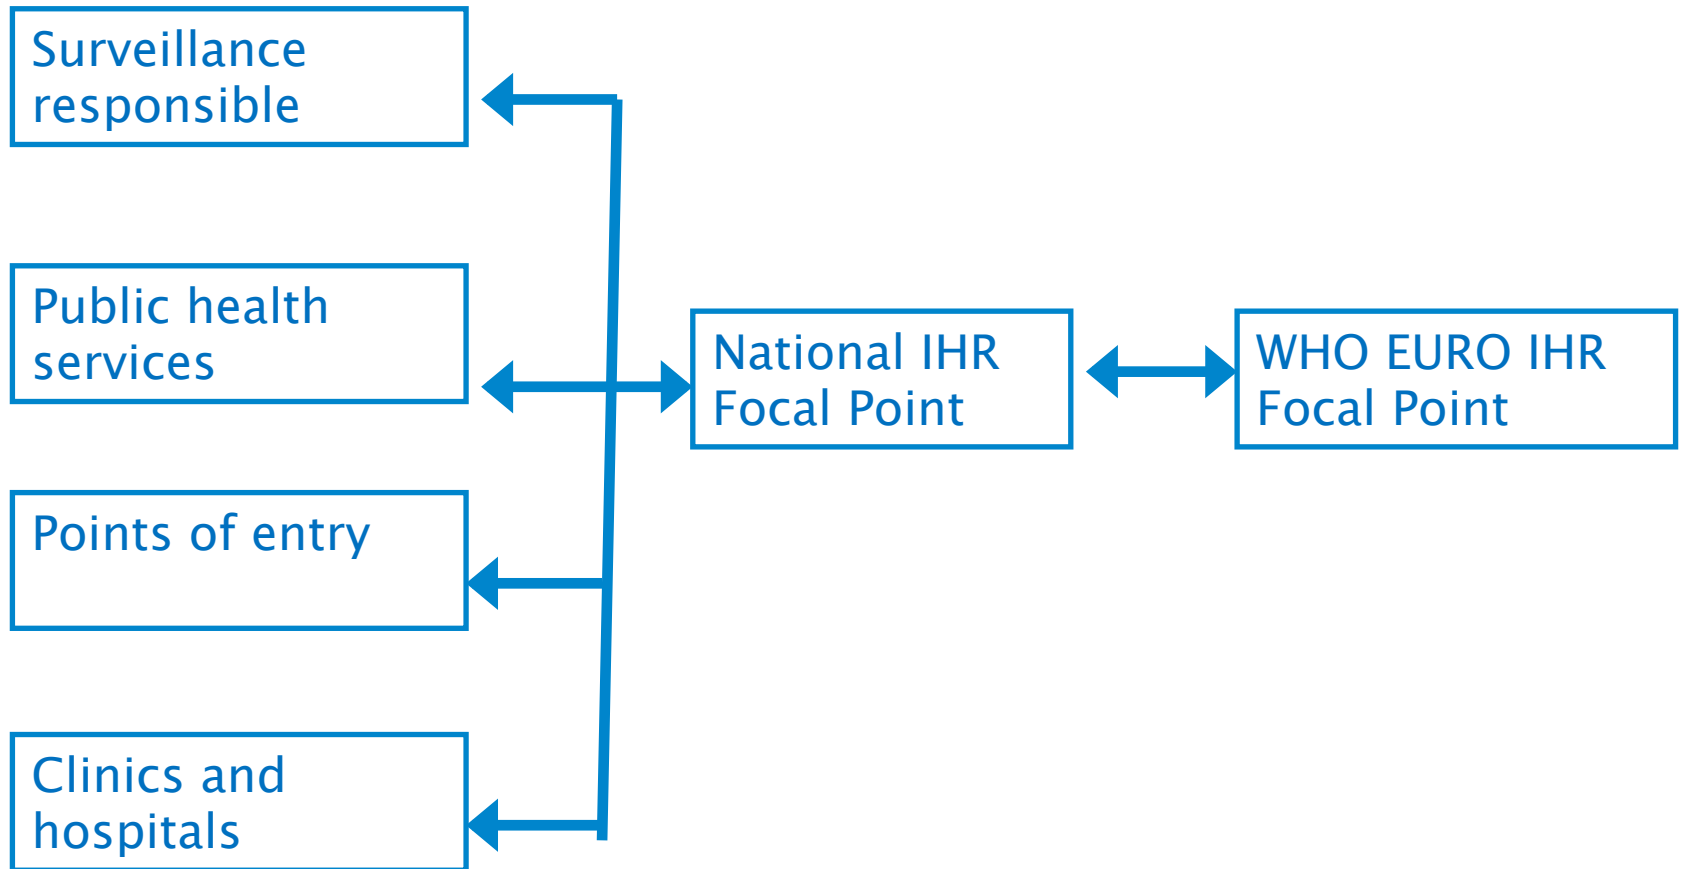 Surveillance
responsible
Public health
services
National IHR
Focal Point
WHO EURO IHR
Focal Point
Points of entry
Clinics and
hospitals